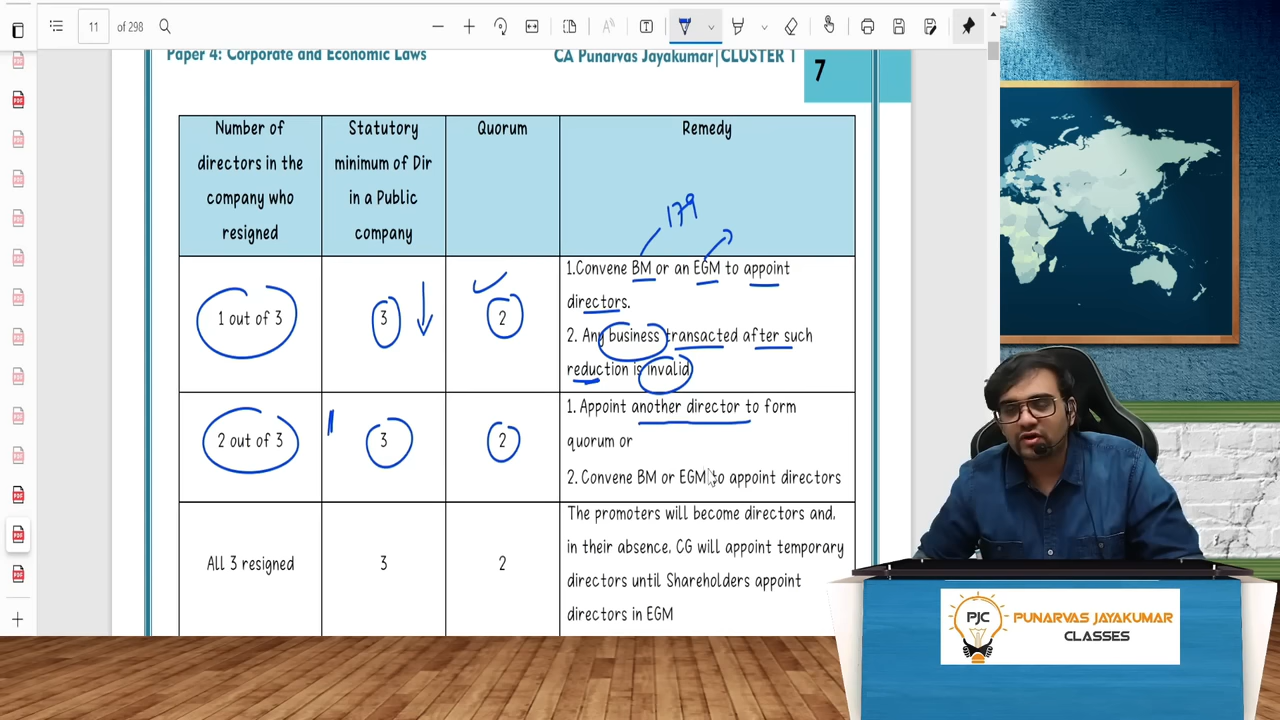 11 of 298
Paper 4: Corporate and Economic Laws
CA Punarvas Jayakumar|CLUSTER 1
7
Number of directors in the company who resigned
Statutory minimum of Dir in a Public company
Quorum
Remedy
179
1 out of 3
3
2
1.Convene BM or an EGM to appoint
directors.
2. Any business transacted after such
reduction is invalid
2 out of 3
3
2
1. Appoint another director to form
quorum or
2. Convene BM or EGM to appoint directors
All 3 resigned
3
2
The promoters will become directors and,
in their absence, CG will appoint temporary
directors until Shareholders appoint
directors in EGM
PJC
PUNARVAS JAYAKUMAR
CLASSES